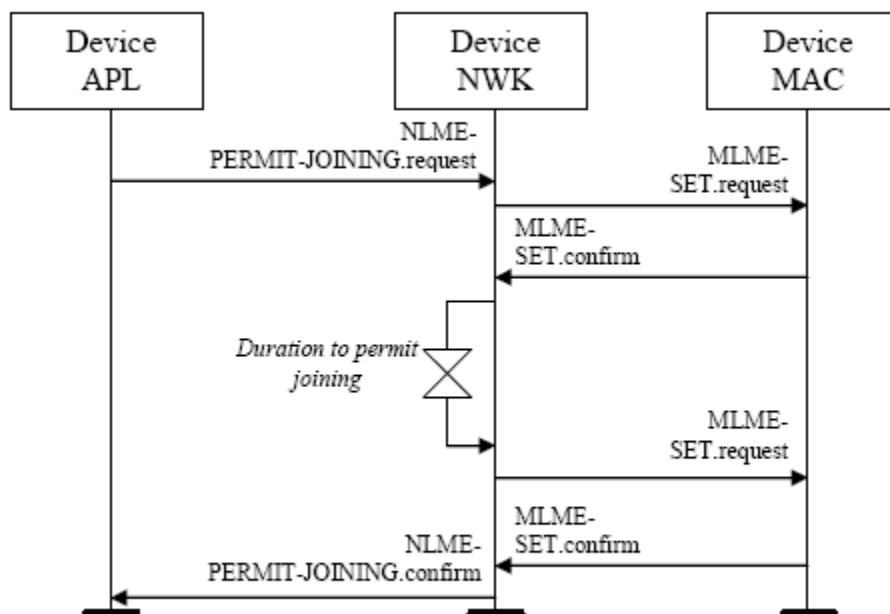 Device
APL
Device
NWK
Device
MAC
NLME-
PERMIT-JOINING.request
MLME-
SET.request
MLME-
SET.confirm
Duration to permit
joining
MLME-
SET.request
MLME-
SET.confirm
NLME-
PERMIT-JOINING.confirm